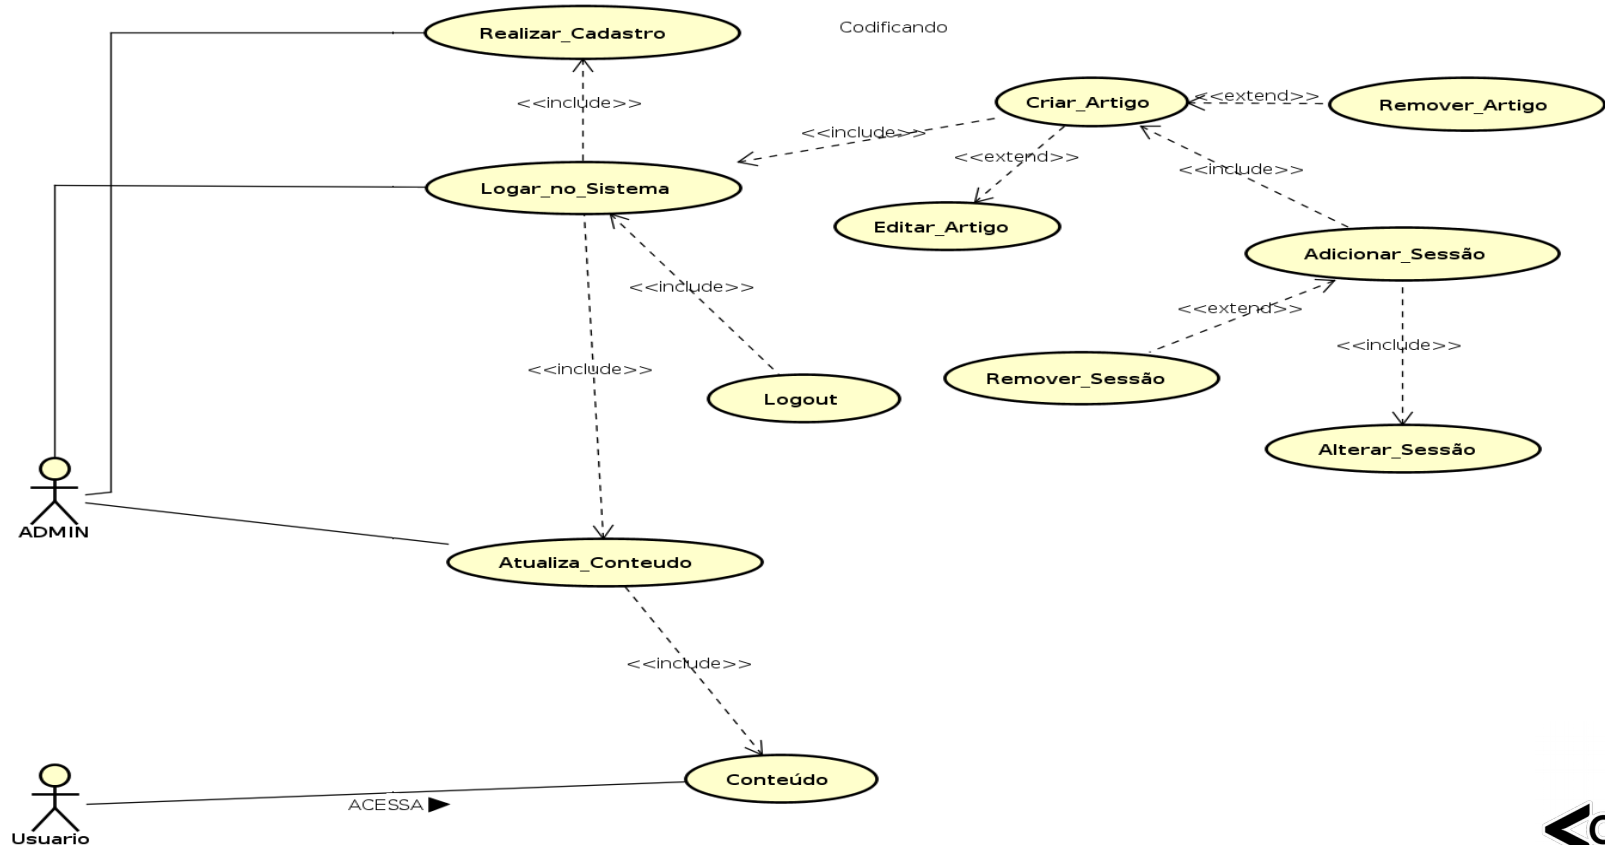 Realizar_Cadastro
Codificando
<<include>>
Criar_Artigo
<<extend>>
Remover_Artigo
<<include>>
<<extend>>
<<include>>
Logar_no_Sistema
Editar_Artigo
Adicionar_Sessão
<<include>>
<<extend>>
<<include>>
<<include>>
Remover_Sessão
Logout
Alterar_Sessão
ADMIN
Atualiza_Conteudo
<<include>>
Conteúdo
ACESSA
Usuario